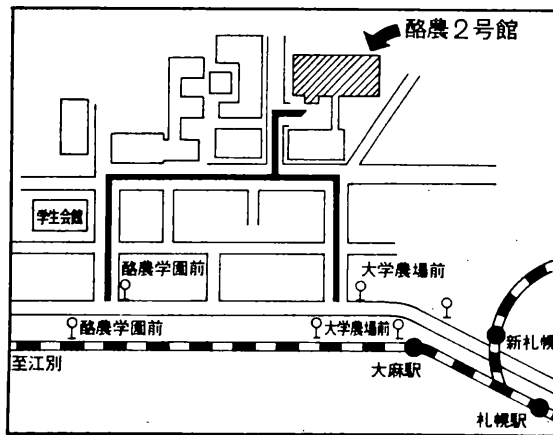 酪農2号館
学生会館
酪農学園前
大学農場前
酪農学園前
大学農場前
新札幌
至江別
大麻駅
札幌駅